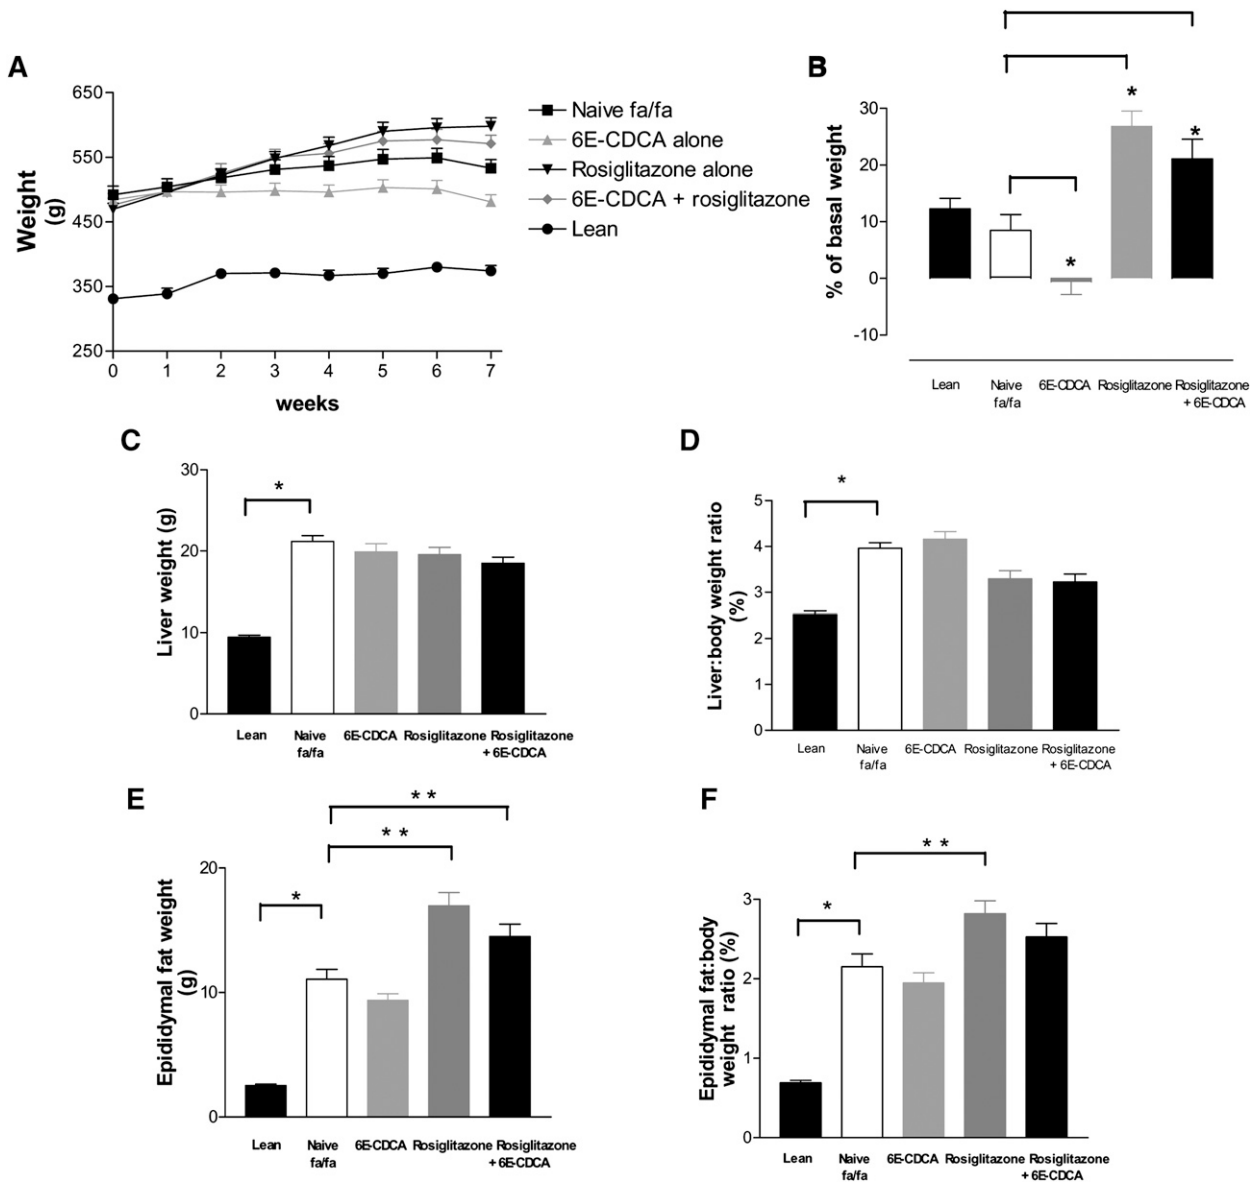 A
Weight
(g)
650
550
450
350
250
0 1 2 3 4 5 6 7
weeks
Naive fa/fa
6E-CDCA alone
Rosiglitazone alone
6E-CDCA + rosiglitazone
Lean
B
% of basal weight
30
20
10
0
-10
*
*
*
Lean Naive 6E-CDCA Rosiglitazone Rosiglitazone
fa/fa + 6E-CDCA
C
Liver weight (g)
30
20
10
0
*
Lean Naive 6E-CDCA Rosiglitazone Rosiglitazone
fa/fa + 6E-CDCA
D
Liver:body weight ratio
(%)
5
4
3
2
1
0
*
Lean Naive 6E-CDCA Rosiglitazone Rosiglitazone
fa/fa + 6E-CDCA
E
Epididymal fat weight
(g)
20
10
0
* *
* *
*
Lean Naive 6E-CDCA Rosiglitazone Rosiglitazone
fa/fa + 6E-CDCA
F
Epididymal fat:body
weight ratio (%)
3
2
1
0
* *
*
Lean Naive 6E-CDCA Rosiglitazone Rosiglitazone
fa/fa + 6E-CDCA